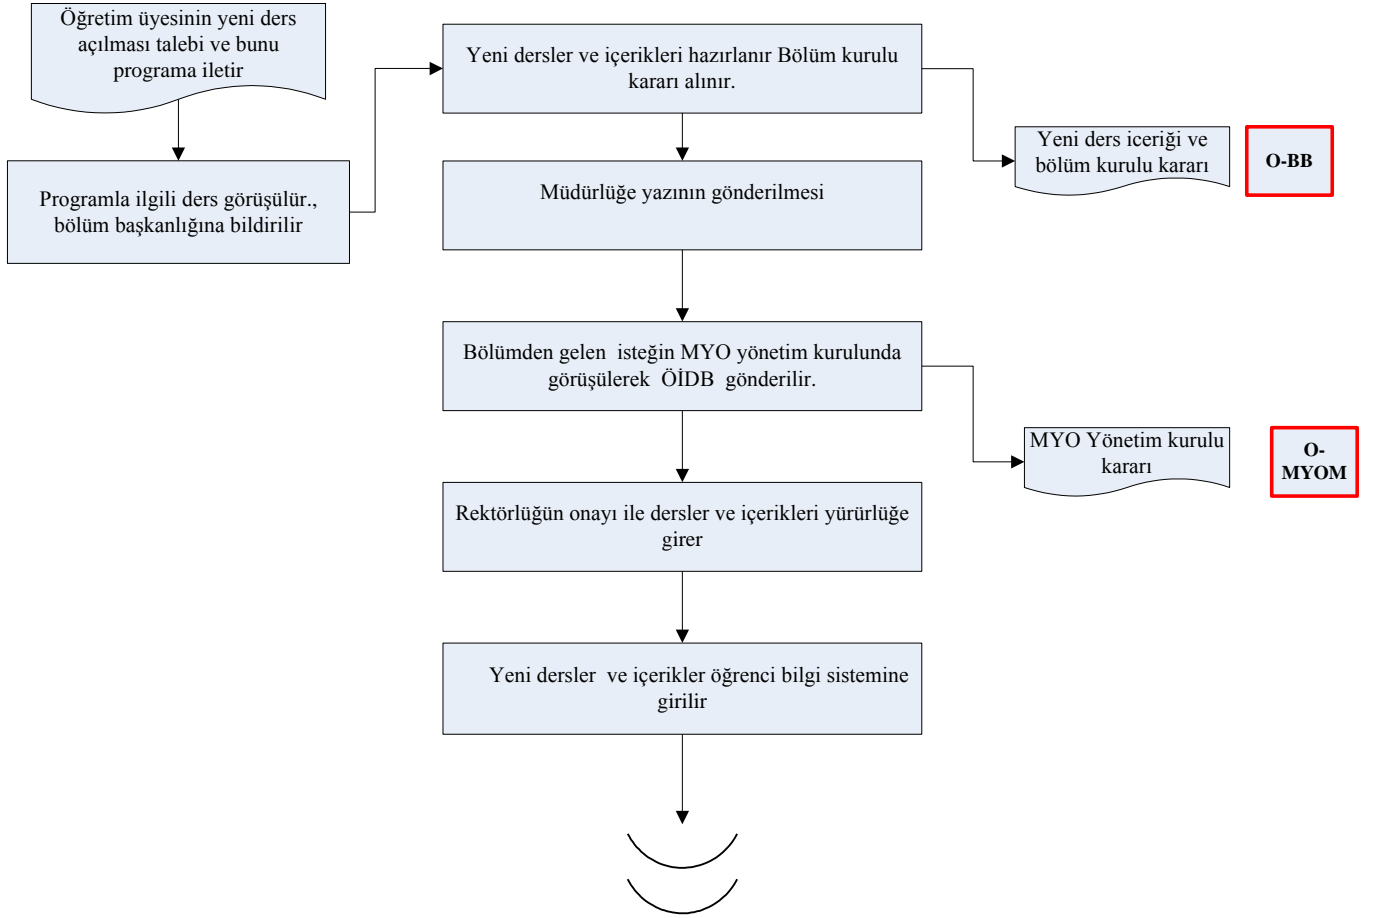 Öğretim üyesinin yeni ders
açılması talebi ve bunu
programa iletir
Programla ilgili ders görüşülür.,
bölüm başkanlığına bildirilir
Yeni dersler ve içerikleri hazırlanır Bölüm kurulu
kararı alınır.
Yeni ders iceriği ve
bölüm kurulu kararı
O-BB
Müdürlüğe yazının gönderilmesi
Bölümden gelen  isteğin MYO yönetim kurulunda
görüşülerek  ÖİDB  gönderilir.
MYO Yönetim kurulu
kararı
O-
MYOM
Rektörlüğün onayı ile dersler ve içerikleri yürürlüğe
girer
Yeni dersler  ve içerikler öğrenci bilgi sistemine
girilir